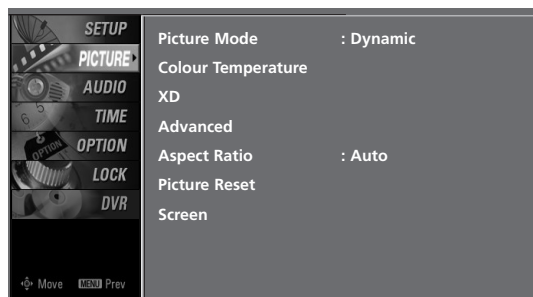 SETUP
PICTURE
AUDIO
TIME
OPTION
LOCK
DVR
Move MENU Prev
Picture Mode : Dynamic
Colour Temperature
XD
Advanced
Aspect Ratio : Auto
Picture Reset
Screen